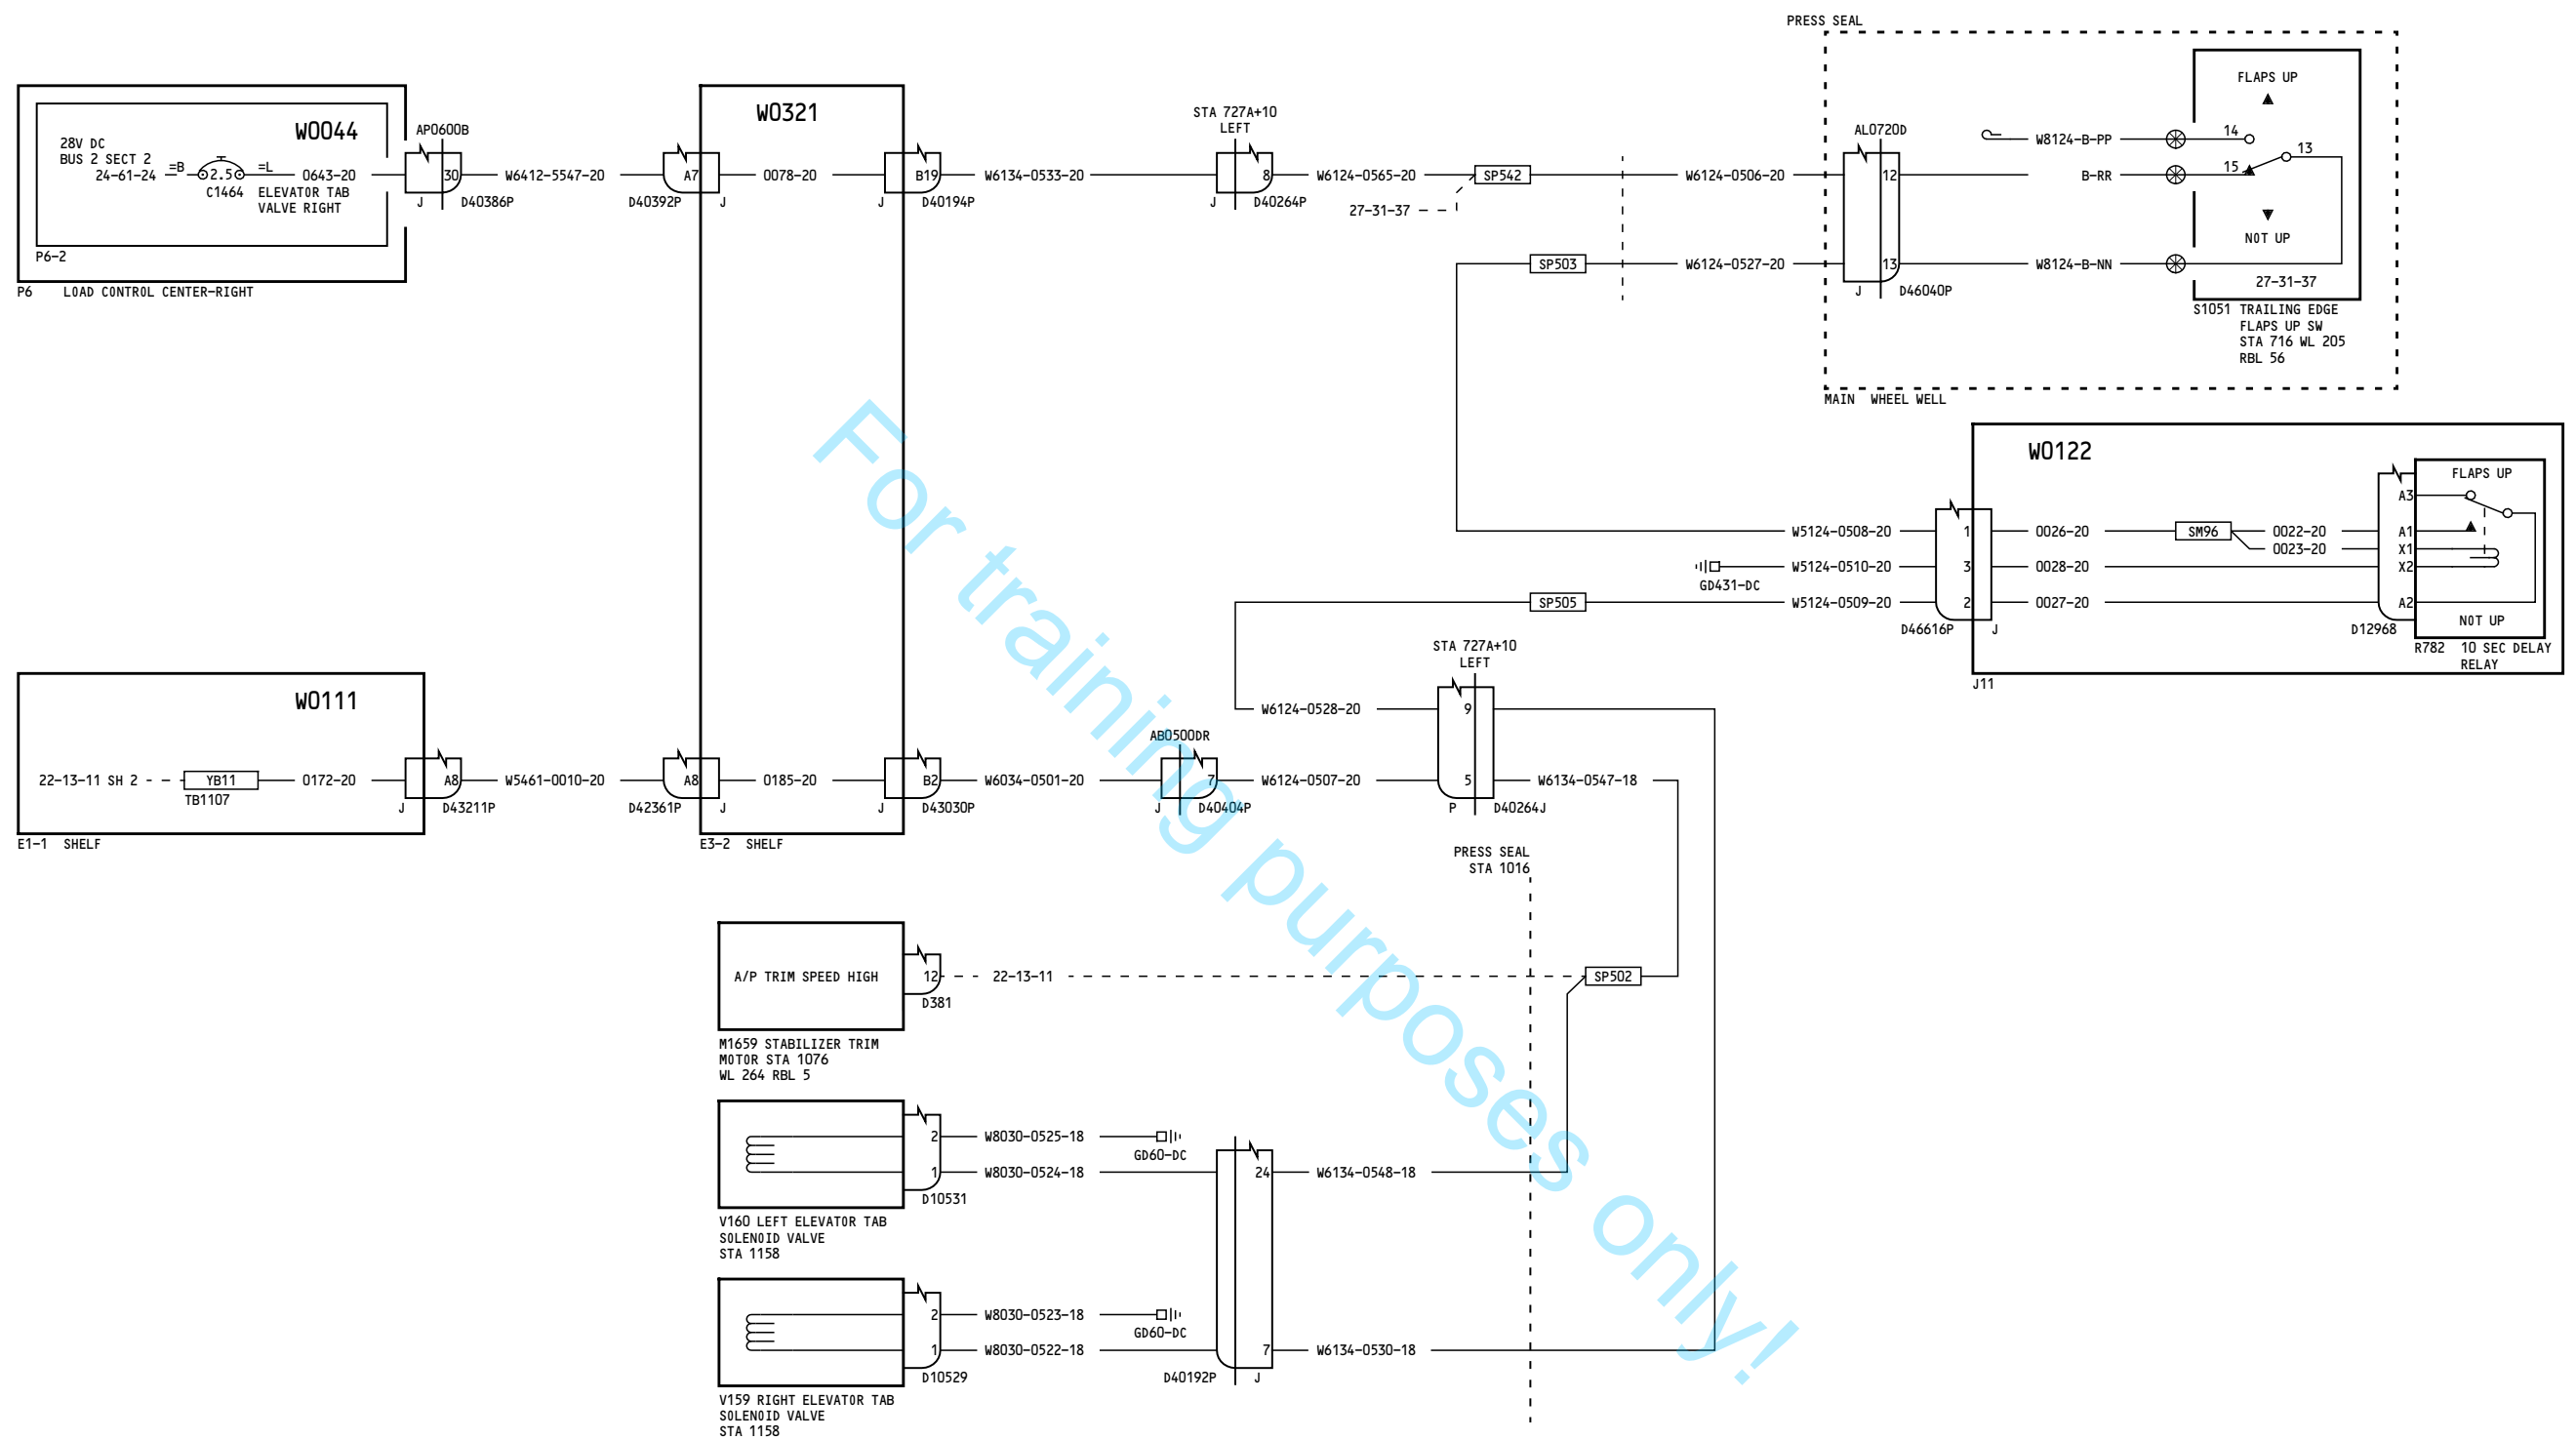 PRESS SEAL
W0044
28V DC
BUS 2 SECT 2
24-61-24
=B
2.5
=L
C1464
ELEVATOR TAB
VALVE RIGHT
0643-20
P6-2
P6 LOAD CONTROL CENTER-RIGHT
AP0600B
30
J
D40386P
W6412-5547-20
W0321
A7
D40392P
J
0078-20
B19
J
D40194P
W6134-0533-20
STA 727A+10
LEFT
8
J
D40264P
W6124-0565-20
SP542
27-31-37
W6124-0506-20
SP503
W6124-0527-20
AL0720D
12
13
J
D46040P
W8124-B-PP
B-RR
W8124-B-NN
FLAPS UP
14
13
15
NOT UP
27-31-37
S1051 TRAILING EDGE
FLAPS UP SW
STA 716 WL 205
RBL 56
MAIN WHEEL WELL
W0122
W5124-0508-20
1
0026-20
SM96
0022-20
0023-20
GD431-DC
W5124-0510-20
3
0028-20
SP505
W5124-0509-20
2
0027-20
D46616P
J
A3
A1
X1
X2
A2
D12968
FLAPS UP
NOT UP
R782 10 SEC DELAY
RELAY
J11
W0111
22-13-11 SH 2
YB11
TB1107
0172-20
E1-1 SHELF
A8
J
D43211P
W5461-0010-20
A8
D42361P
J
0185-20
B2
J
D43030P
E3-2 SHELF
W6034-0501-20
AB0500DR
7
J
D40404P
W6124-0528-20
W6124-0507-20
STA 727A+10
LEFT
9
5
P
D40264J
W6134-0547-18
PRESS SEAL
STA 1016
A/P TRIM SPEED HIGH
12
D381
22-13-11
SP502
M1659 STABILIZER TRIM
MOTOR STA 1076
WL 264 RBL 5
2
W8030-0525-18
GD60-DC
1
W8030-0524-18
D10531
24
W6134-0548-18
V160 LEFT ELEVATOR TAB
SOLENOID VALVE
STA 1158
2
W8030-0523-18
GD60-DC
1
W8030-0522-18
D10529
7
W6134-0530-18
D40192P
J
V159 RIGHT ELEVATOR TAB
SOLENOID VALVE
STA 1158
For training purposes only!